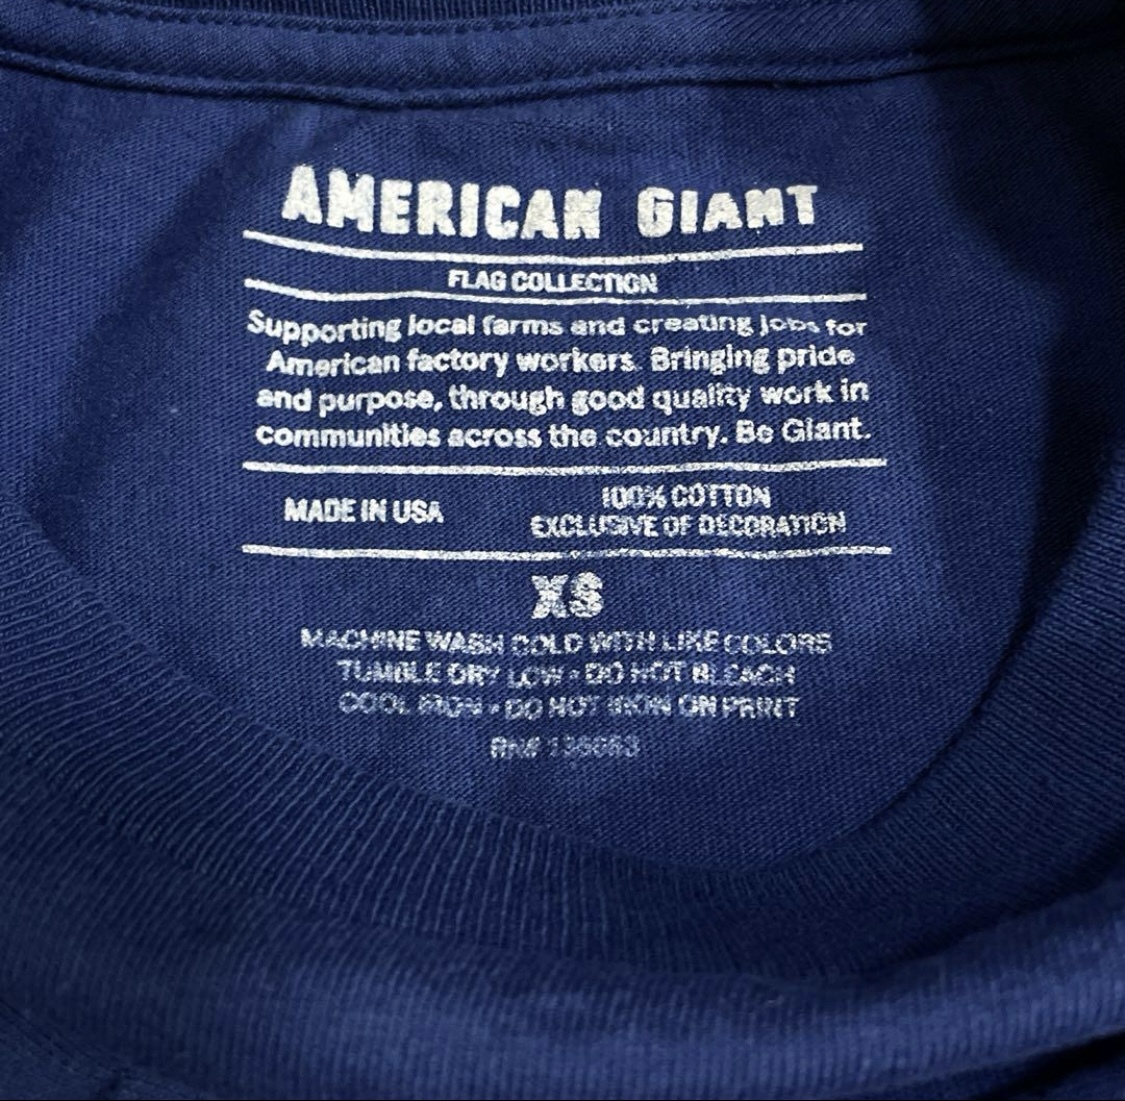 AMERICAN GIANT
FLAG COLLECTION
Supporting local farms and creating jobs for
American factory workers. Bringing pride
and purpose, through good quality work in
communities across the country. Be Giant.
MADE IN USA
100% COTTON
EXCLUSIVE OF DECORATION
XS
MACHINE WASH COLD WITH LIKE COLORS
TUMBLE DRY LOW - DO NOT BLEACH
COOL IRON - DO NOT IRON ON PRINT
RN#